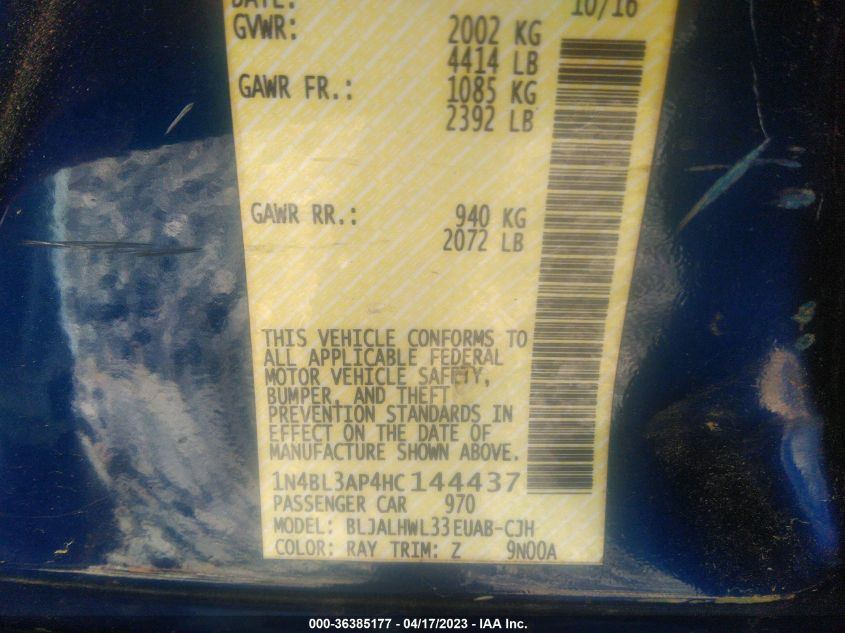 DATE: 10/16
GVWR: 2002 KG
4414 LB
GAWR FR.: 1085 KG
2392 LB
GAWR RR.: 940 KG
2072 LB
THIS VEHICLE CONFORMS TO
ALL APPLICABLE FEDERAL
MOTOR VEHICLE SAFETY,
BUMPER, AND THEFT
PREVENTION STANDARDS IN
EFFECT ON THE DATE OF
MANUFACTURE SHOWN ABOVE.
1N4BL3AP4HC144437
PASSENGER CAR 970
MODEL: BLJALHWL33EUAB-CJH
COLOR: RAY TRIM: Z 9N00A
000-36385177 - 04/17/2023 - IAA Inc.